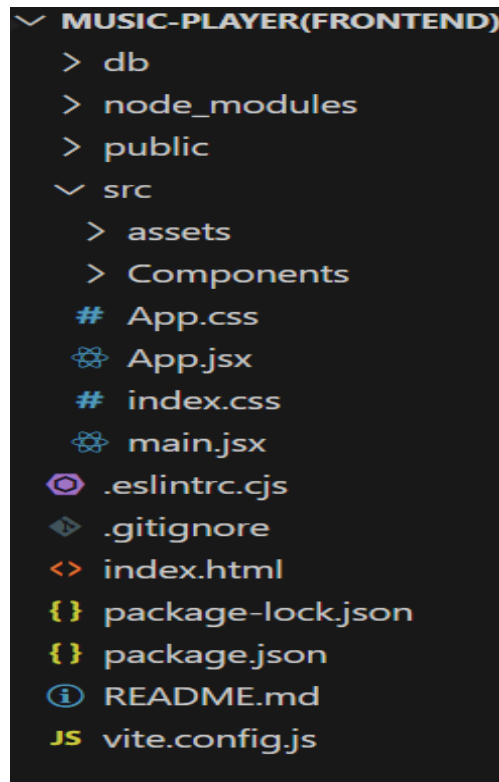 MUSIC-PLAYER(FRONTEND)
db
node_modules
public
src
assets
Components
# App.css
App.jsx
# index.css
main.jsx
.eslintrc.cjs
.gitignore
<> index.html
{} package-lock.json
{} package.json
README.md
JS vite.config.js